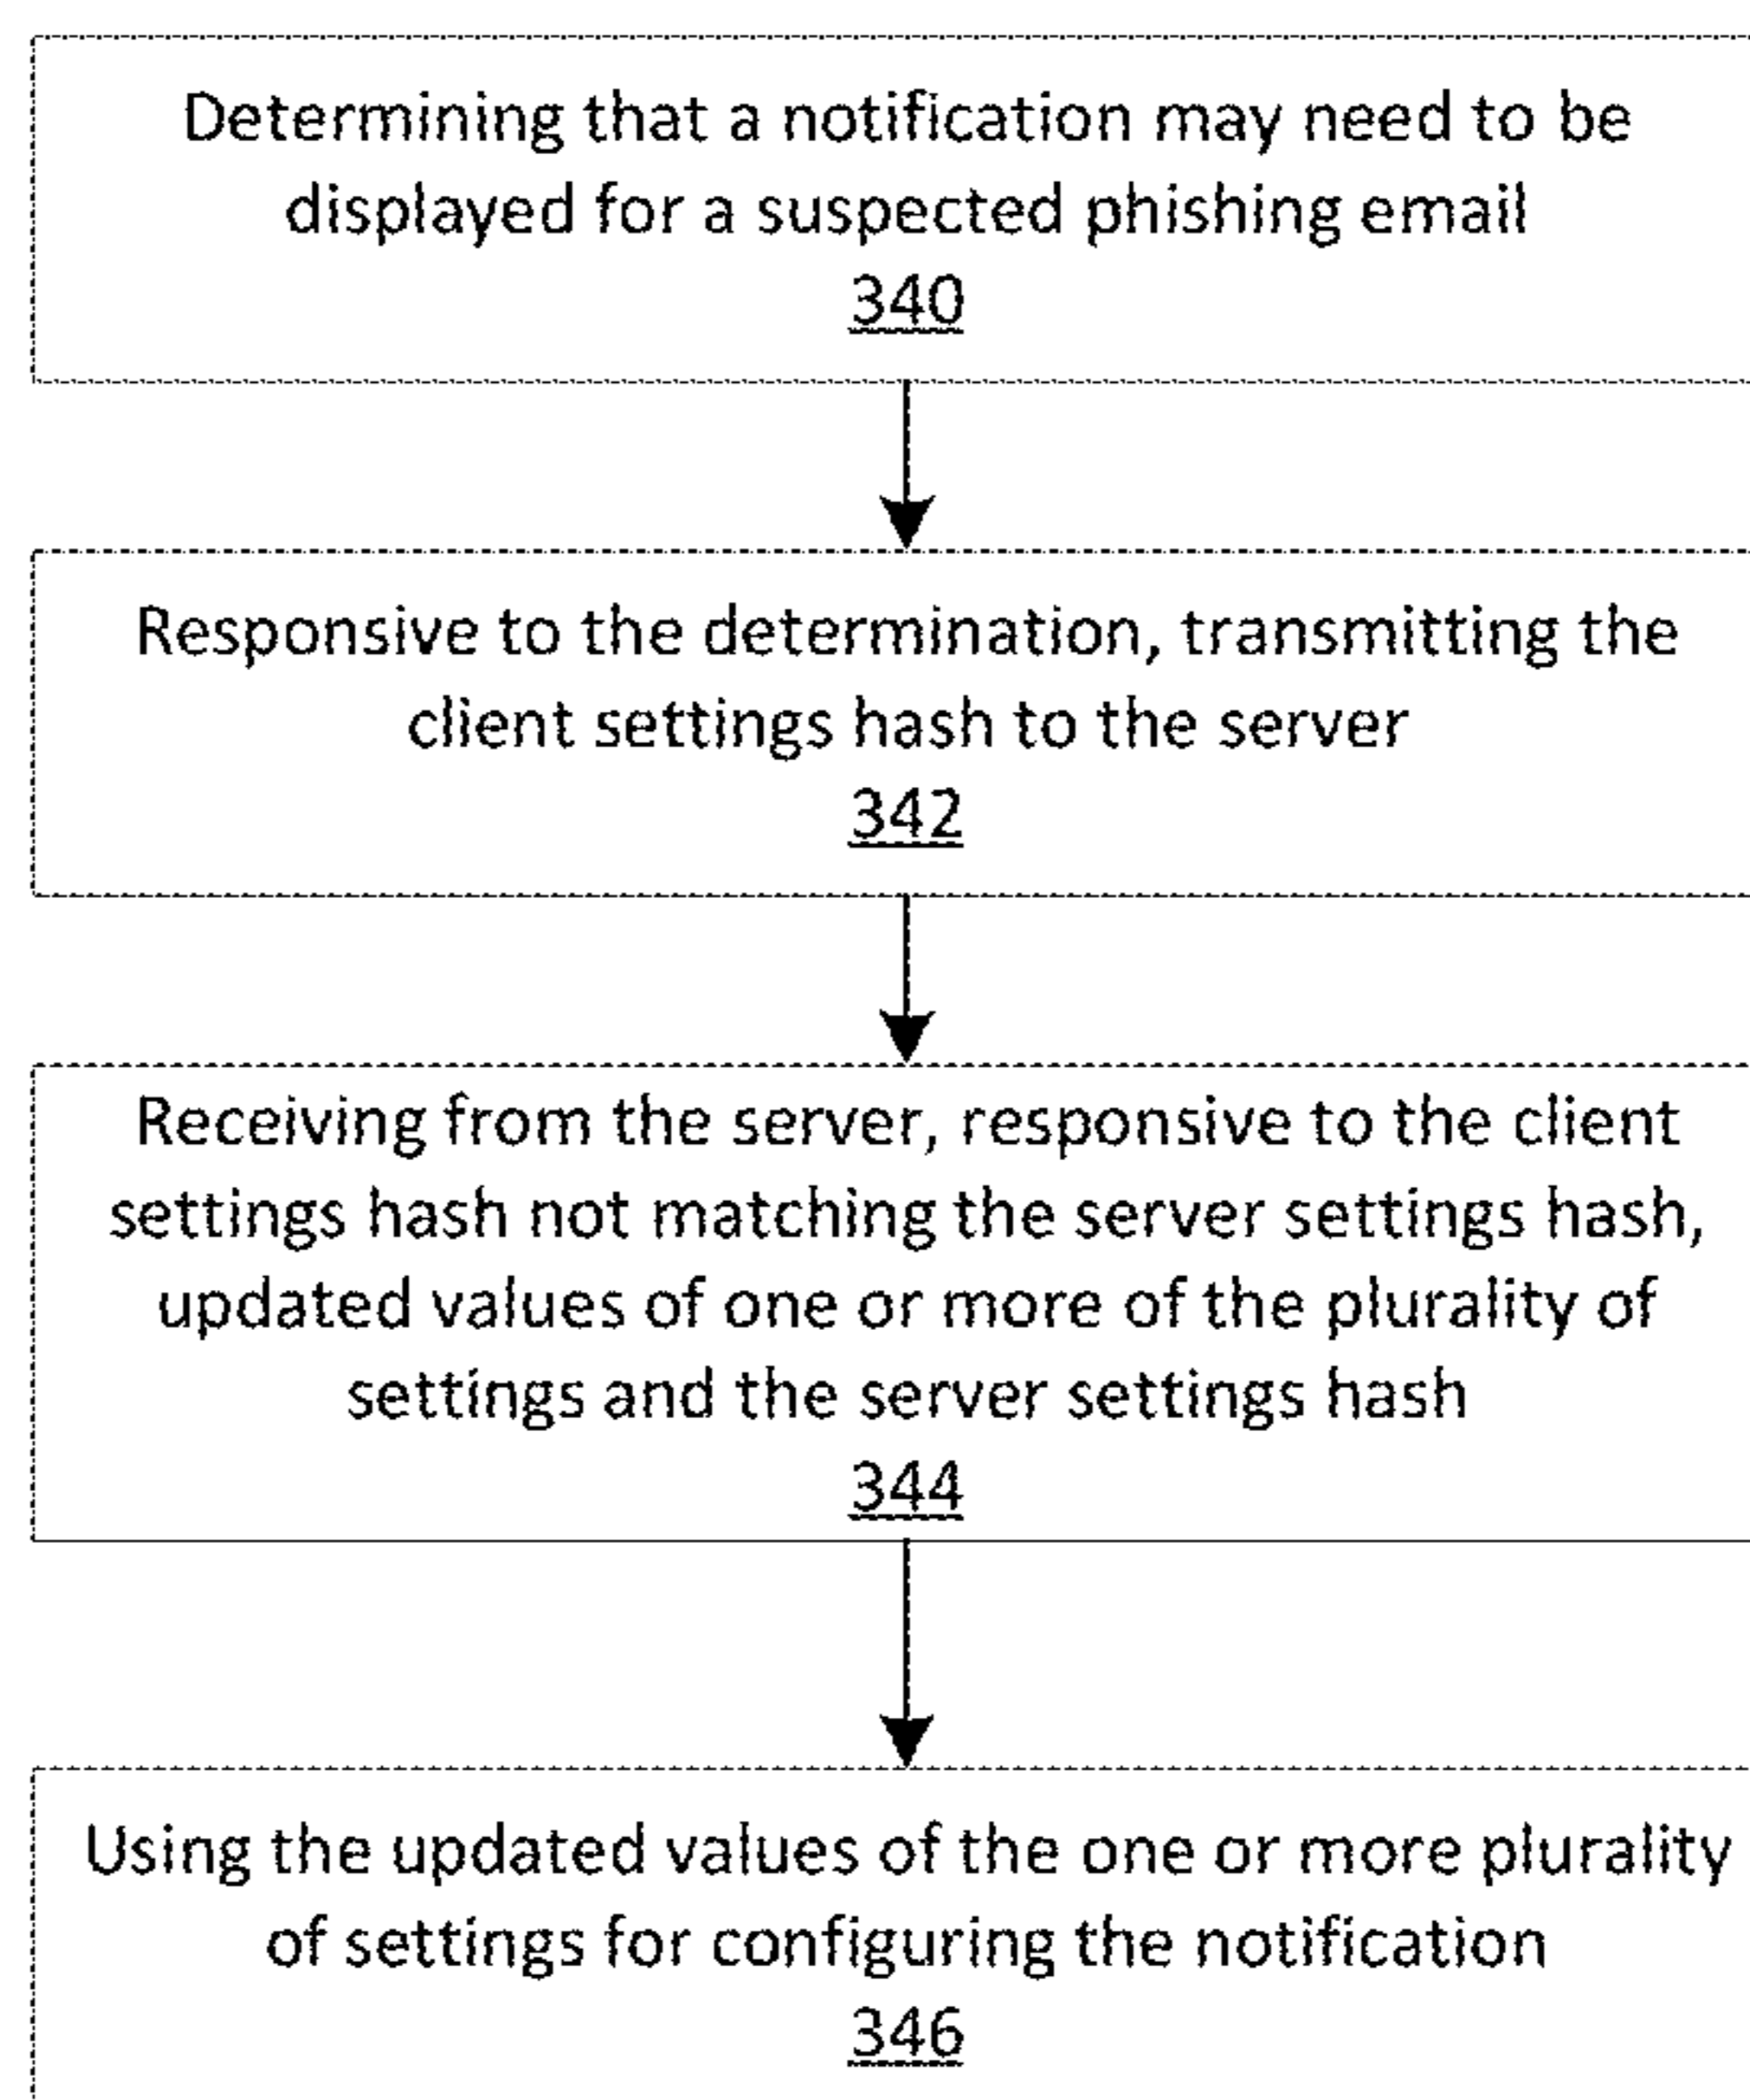 Determining that a notification may need to be
displayed for a suspected phishing email
340
Responsive to the determination, transmitting the
client settings hash to the server
342
Receiving from the server, responsive to the client
settings hash not matching the server settings hash,
updated values of one or more of the plurality of
settings and the server settings hash
344
Using the updated values of the one or more plurality
of settings for configuring the notification
346